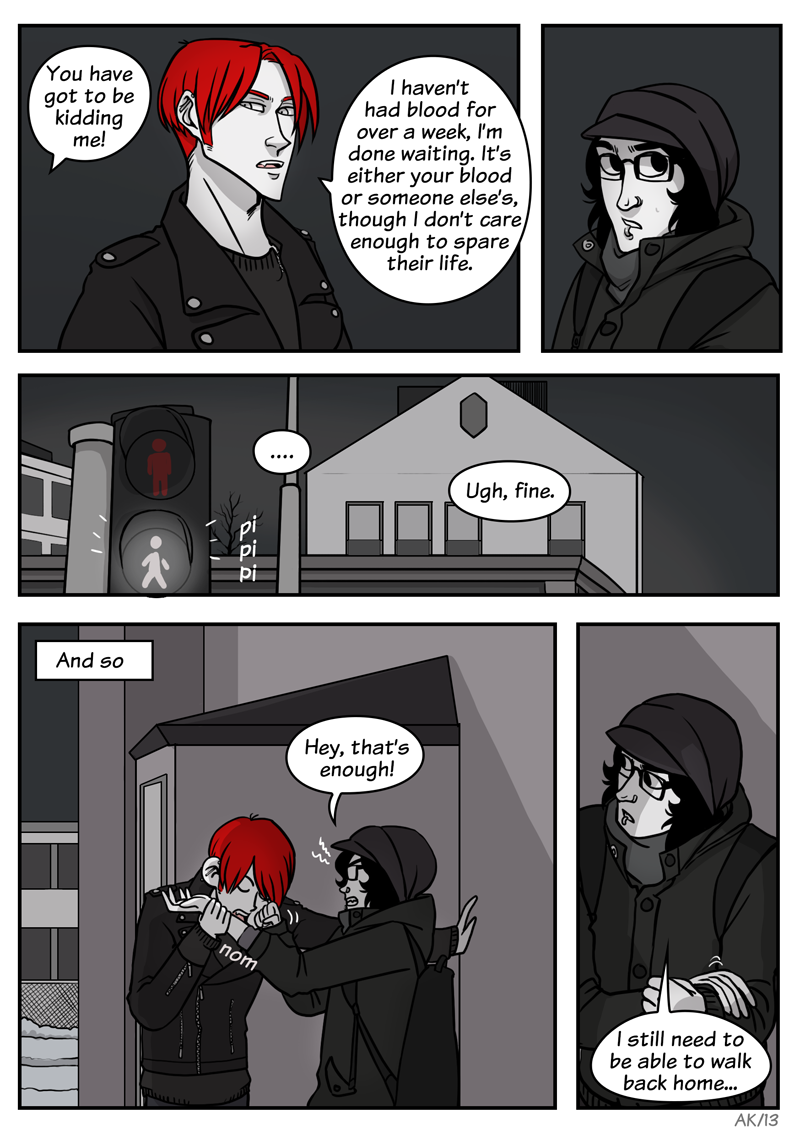 You have
got to be
kidding
me!
I haven't
had blood for
over a week, I'm
done waiting. It's
either your blood
or someone else's,
though I don't care
enough to spare
their life.
....
Ugh, fine.
pi
pi
pi
And so
Hey, that's
enough!
nom
I still need to
be able to walk
back home...
AK/13